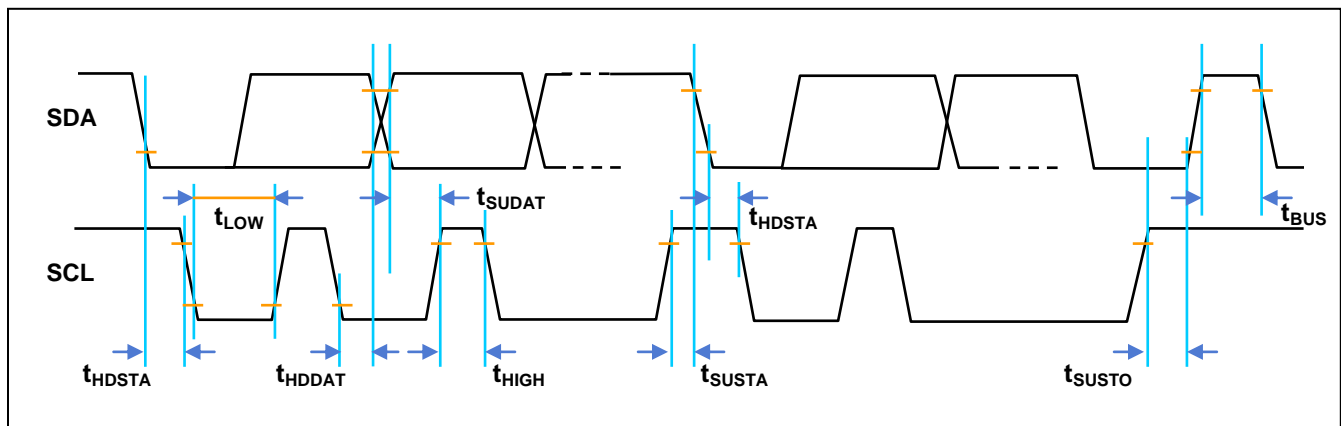 SDA
tSUDAT
tLOW
tHDSTA
tBUS
SCL
tHDSTA
tHDDAT
tHIGH
tSUSTA
tSUSTO